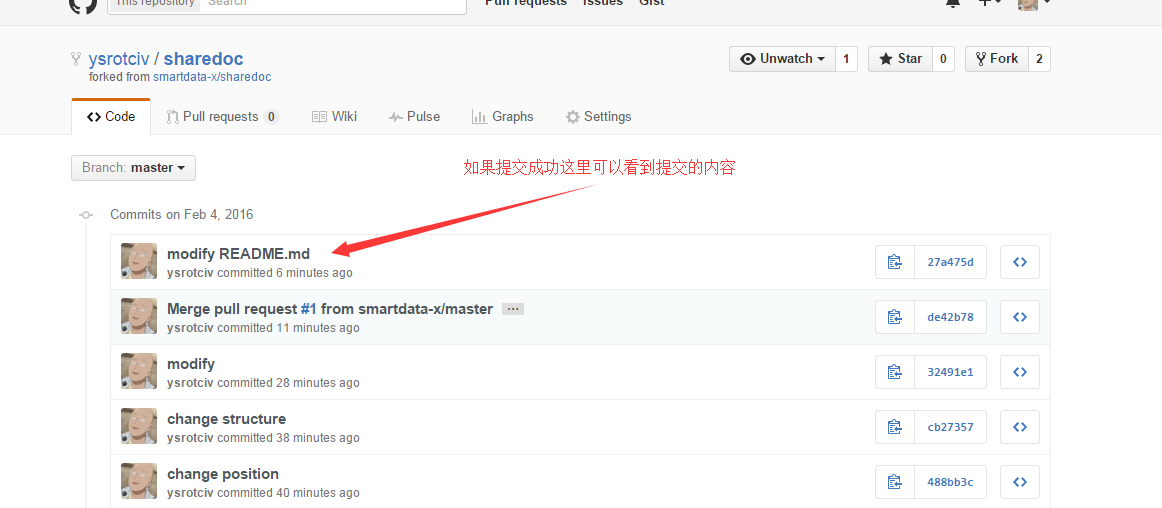 This repository Search Pull requests Issues Gist
ysrotciv / sharedoc Unwatch 1 Star 0 Fork 2
forked from smartdata-x/sharedoc
Code Pull requests 0 Wiki Pulse Graphs Settings
Branch: master
如果提交成功这里可以看到提交的内容
Commits on Feb 4, 2016
modify README.md
ysrotciv committed 6 minutes ago
27a475d
Merge pull request #1 from smartdata-x/master ...
ysrotciv committed 11 minutes ago
de42b78
modify
ysrotciv committed 28 minutes ago
32491e1
change structure
ysrotciv committed 38 minutes ago
cb27357
change position
ysrotciv committed 40 minutes ago
488bb3c